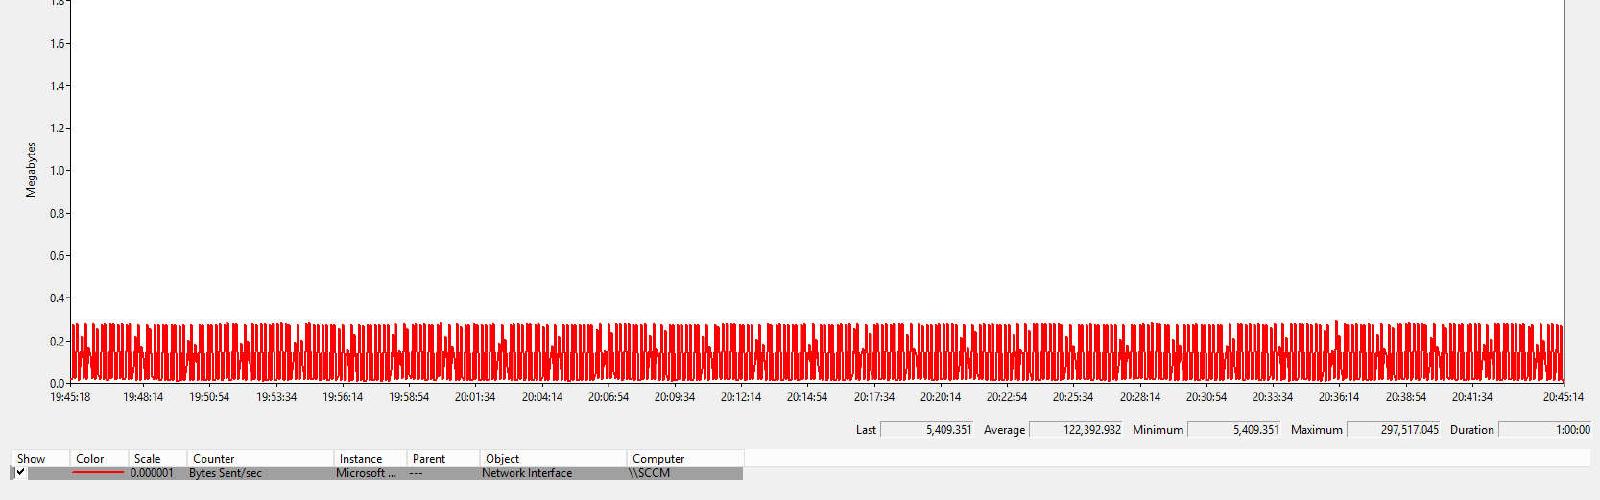 1.8
1.6
1.4
1.2
1.0
0.8
0.6
0.4
0.2
0.0
Megabytes
19:45:18 19:48:14 19:50:54 19:53:34 19:56:14 19:58:54 20:01:34 20:04:14 20:06:54 20:09:34 20:12:14 20:14:54 20:17:34 20:20:14 20:22:54 20:25:34 20:28:14 20:30:54 20:33:34 20:36:14 20:38:54 20:41:34 20:45:14
Last 5,409.351 Average 122,392.932 Minimum 5,409.351 Maximum 297,517.045 Duration 1:00:00
Show Color Scale Counter Instance Parent Object Computer
0.000001 Bytes Sent/sec Microsoft ... --- Network Interface \\SCCM